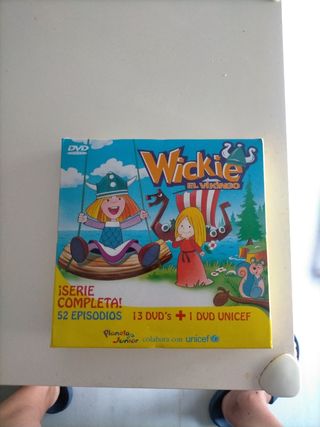 DVD
Wickie
EL VIKINGO
¡SERIE
COMPLETA!
52 EPISODIOS
13 DVD's + 1 DVD UNICEF
Planeta
Junior
colabora con unicef